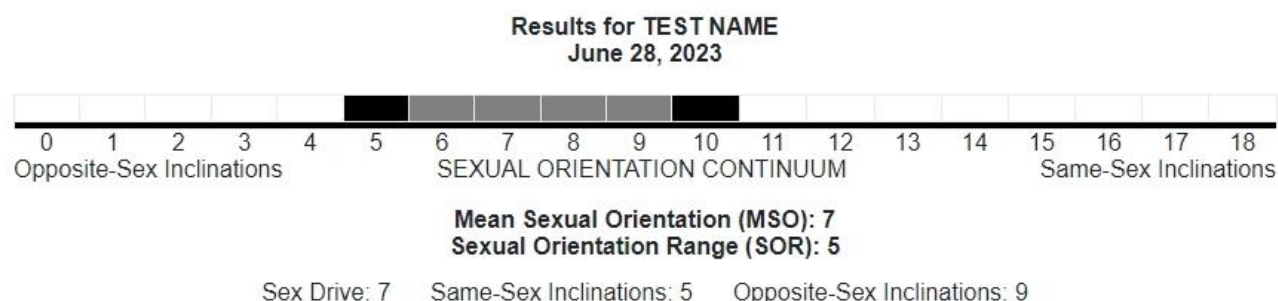 Results for TEST NAME
June 28, 2023
0 1 2 3 4 5 6 7 8 9 10 11 12 13 14 15 16 17 18
Opposite-Sex Inclinations SEXUAL ORIENTATION CONTINUUM Same-Sex Inclinations
Mean Sexual Orientation (MSO): 7
Sexual Orientation Range (SOR): 5
Sex Drive: 7 Same-Sex Inclinations: 5 Opposite-Sex Inclinations: 9